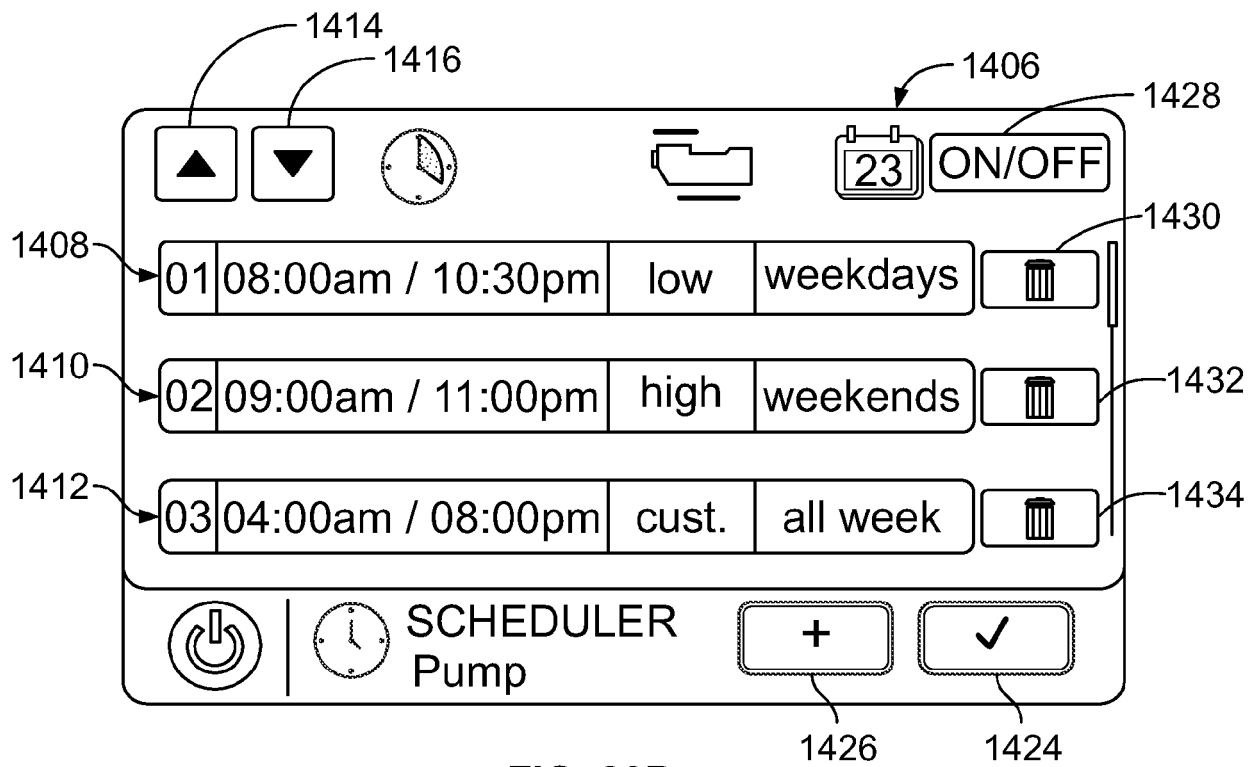 1414
1416
1406
1428
23 ON/OFF
1430
1408
01 08:00am / 10:30pm low weekdays
1410
02 09:00am / 11:00pm high weekends
1432
1412
03 04:00am / 08:00pm cust. all week
1434
SCHEDULER
+ ✓
Pump
1426 1424